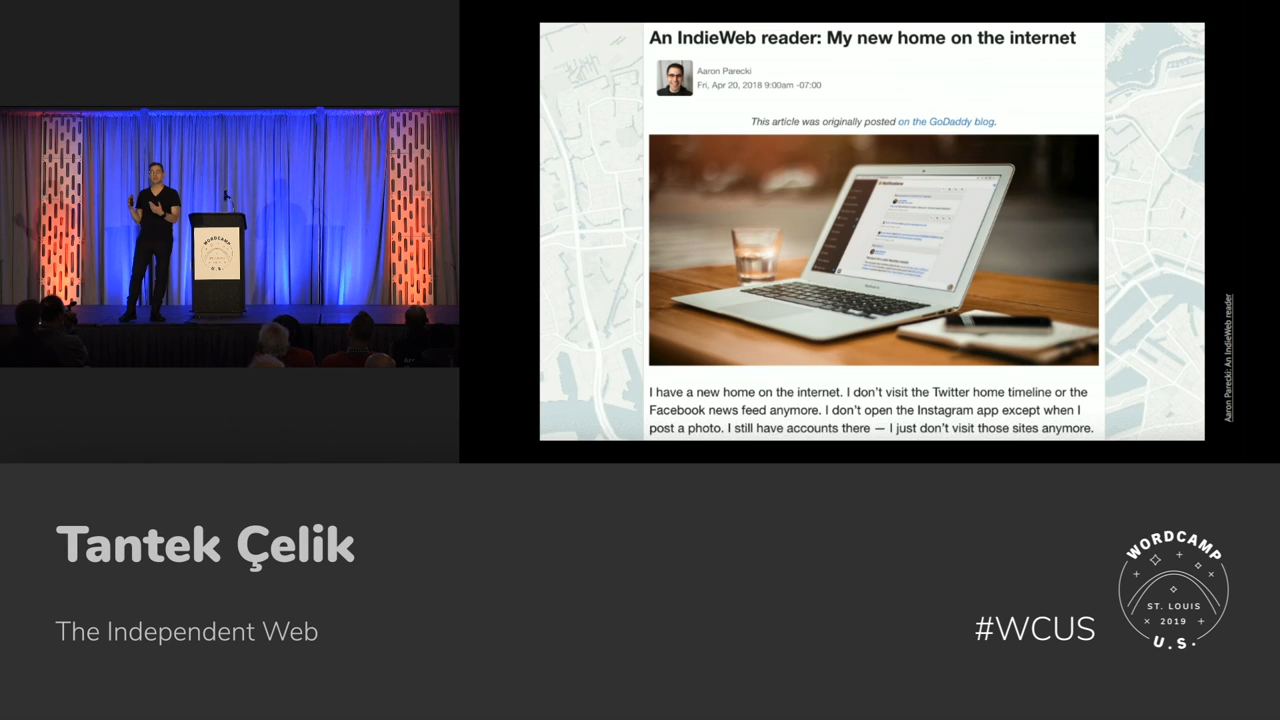 An IndieWeb reader: My new home on the internet
Aaron Parecki
Fri, Apr 20, 2018 9:00am -07:00
This article was originally posted on the GoDaddy blog.
I have a new home on the internet. I don't visit the Twitter home timeline or the
Facebook news feed anymore. I don't open the Instagram app except when I
post a photo. I still have accounts there — I just don't visit those sites anymore.
Aaron Parecki: An IndieWeb reader
WORDCAMP
U.S.
Tantek Çelik
The Independent Web
#WCUS
WORDCAMP
ST. LOUIS
2019
U.S.